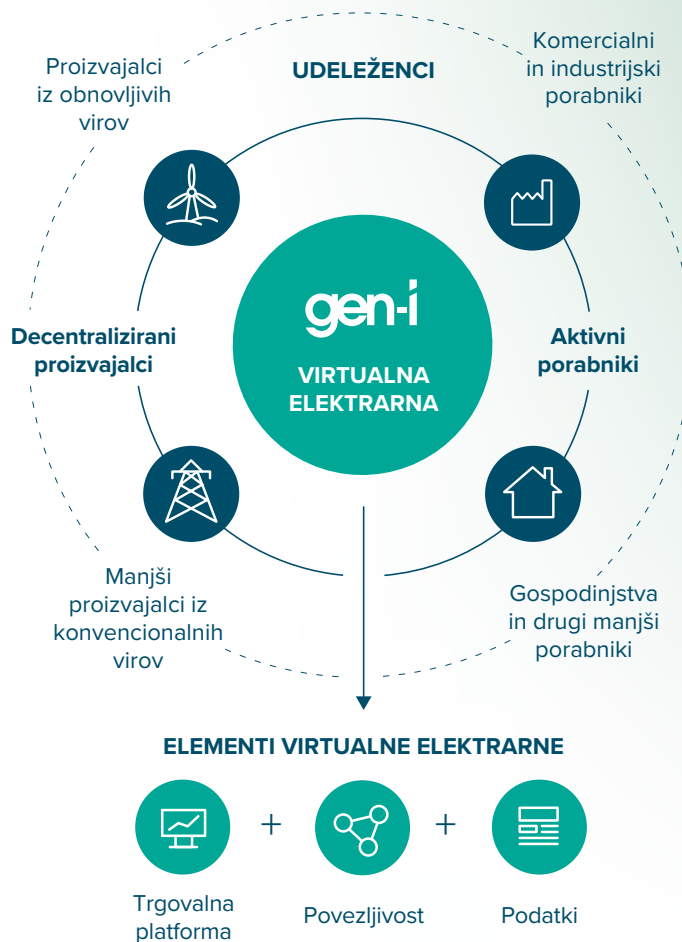 UDELEŽENCI
Proizvajalci
iz obnovljivih
virov
Komercialni
in industrijski
porabniki
gen-i
VIRTUALNA
ELEKTRARNA
Decentralizirani
proizvajalci
Aktivni
porabniki
Manjši
proizvajalci iz
konvencionalnih
virov
Gospodinjstva
in drugi manjši
porabniki
ELEMENTI VIRTUALNE ELEKTRARNE
+
+
Trgovalna
platforma
Povezljivost
Podatki